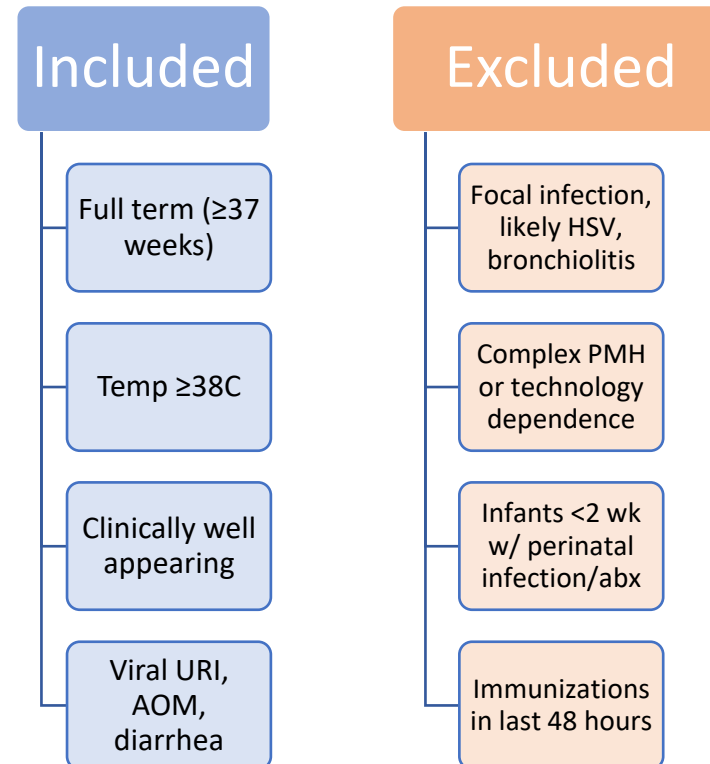 Included
Full term (≥37
weeks)
Temp ≥38C
Clinically well
appearing
Viral URI,
AOM,
diarrhea
Excluded
Focal infection,
likely HSV,
bronchiolitis
Complex PMH
or technology
dependence
Infants <2 wk
w/ perinatal
infection/abx
Immunizations
in last 48 hours